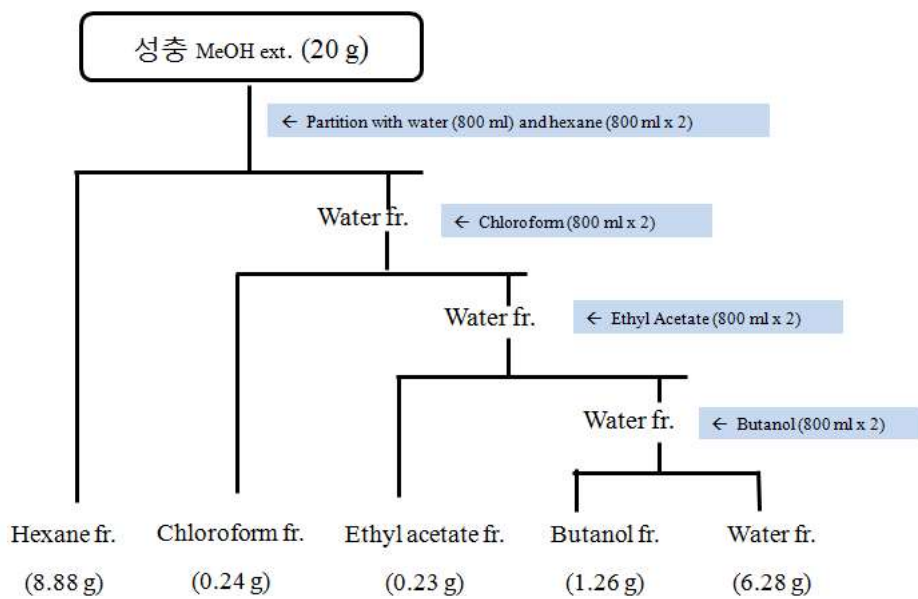 성충 MeOH ext. (20 g)
← Partition with water (800 ml) and hexane (800 ml x 2)
Water fr.
← Chloroform (800 ml x 2)
Water fr.
← Ethyl Acetate (800 ml x 2)
Water fr.
← Butanol (800 ml x 2)
Hexane fr. Chloroform fr. Ethyl acetate fr. Butanol fr. Water fr.
(8.88 g) (0.24 g) (0.23 g) (1.26 g) (6.28 g)